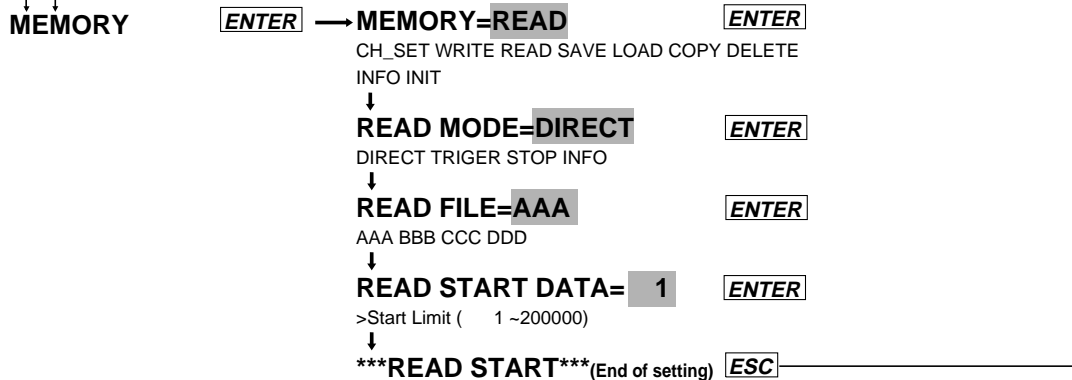 MEMORY ENTER MEMORY=READ ENTER
CH_SET WRITE READ SAVE LOAD COPY DELETE
INFO INIT
READ MODE=DIRECT ENTER
DIRECT TRIGER STOP INFO
READ FILE=AAA ENTER
AAA BBB CCC DDD
READ START DATA= 1 ENTER
>Start Limit ( 1 ~200000)
***READ START***(End of setting) ESC